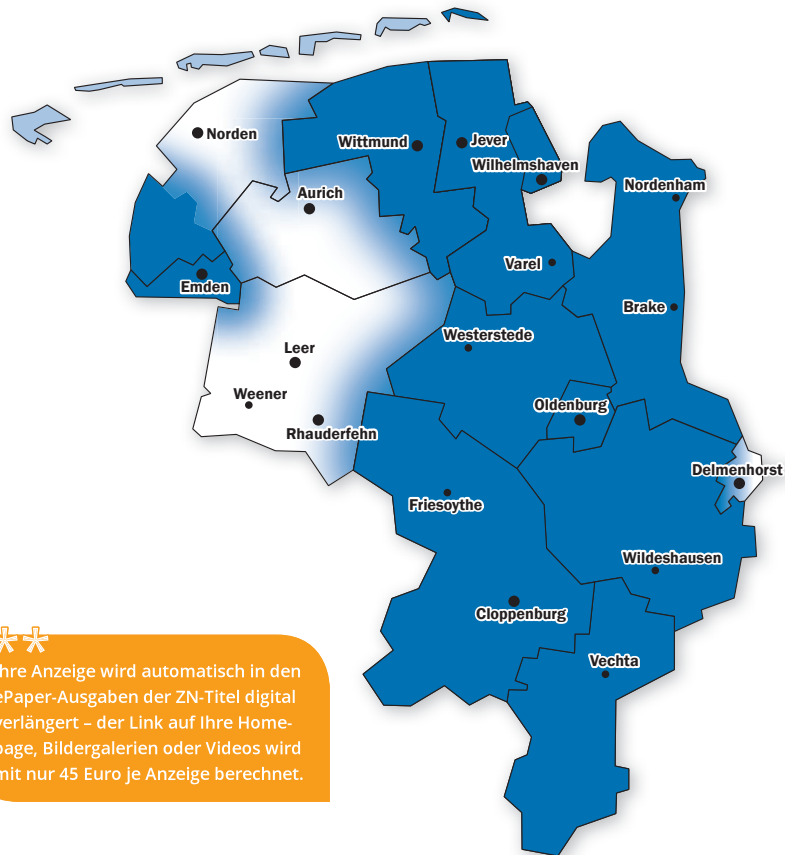 Norden
Wittmund
Jever
Wilhelmshaven
Nordenham
Aurich
Varel
Emden
Brake
Westerstede
Leer
Weener
Oldenburg
Rhauderfehn
Delmenhorst
Friesoythe
Wildeshausen
Cloppenburg
Vechta
**
hre Anzeige wird automatisch in den
ePaper-Ausgaben der ZN-Titel digital
verlängert – der Link auf Ihre Home-
page, Bildergalerien oder Videos wird
mit nur 45 Euro je Anzeige berechnet.